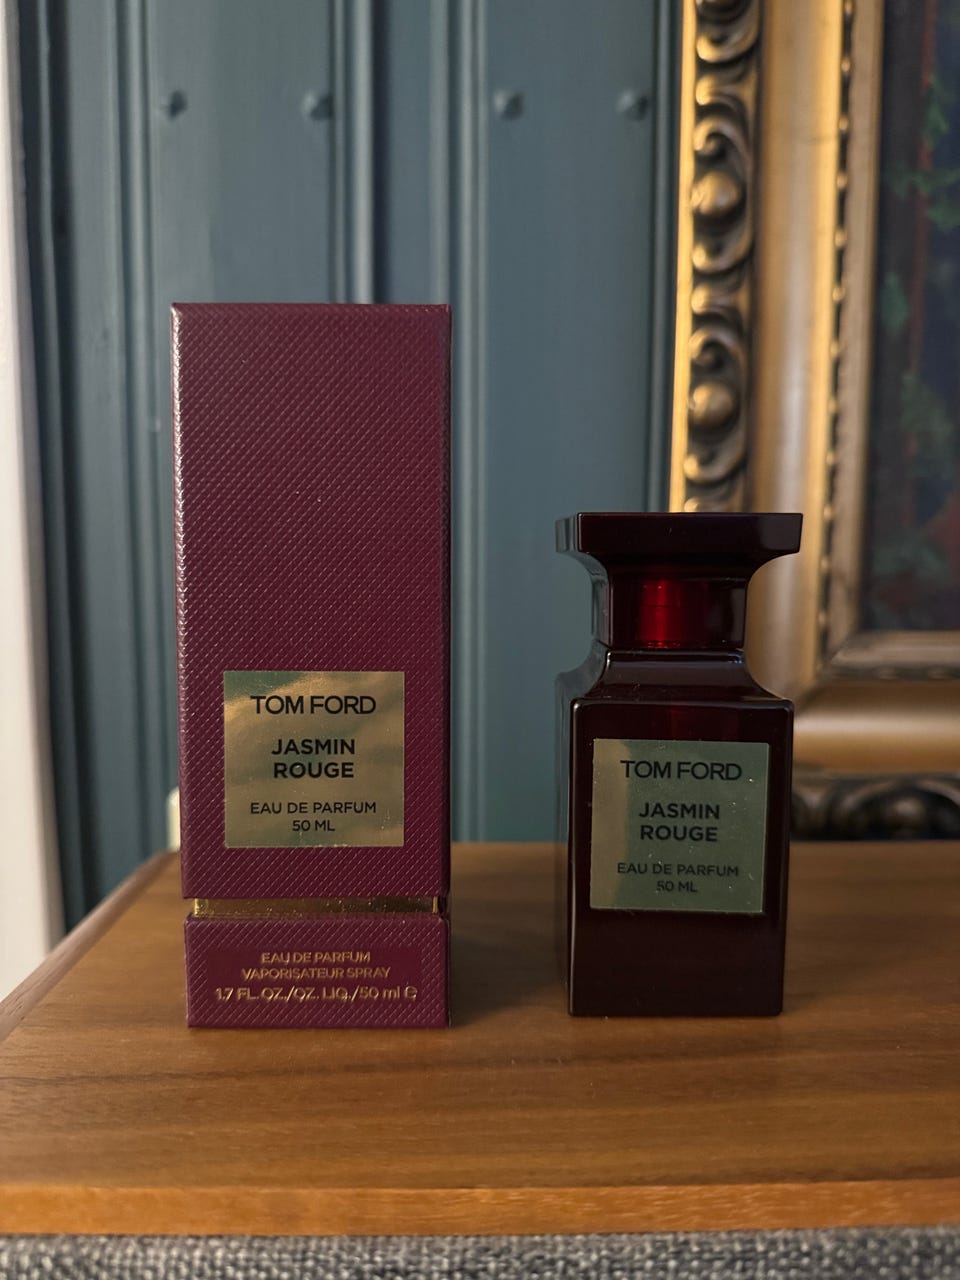 TOM FORD
JASMIN
ROUGE
EAU DE PARFUM
50 ML
EAU DE PARFUM
VAPORISATEUR SPRAY
1.7 FL.OZ./OZ. LIQ./50 ml ℮
TOM FORD
JASMIN
ROUGE
EAU DE PARFUM
50 ML